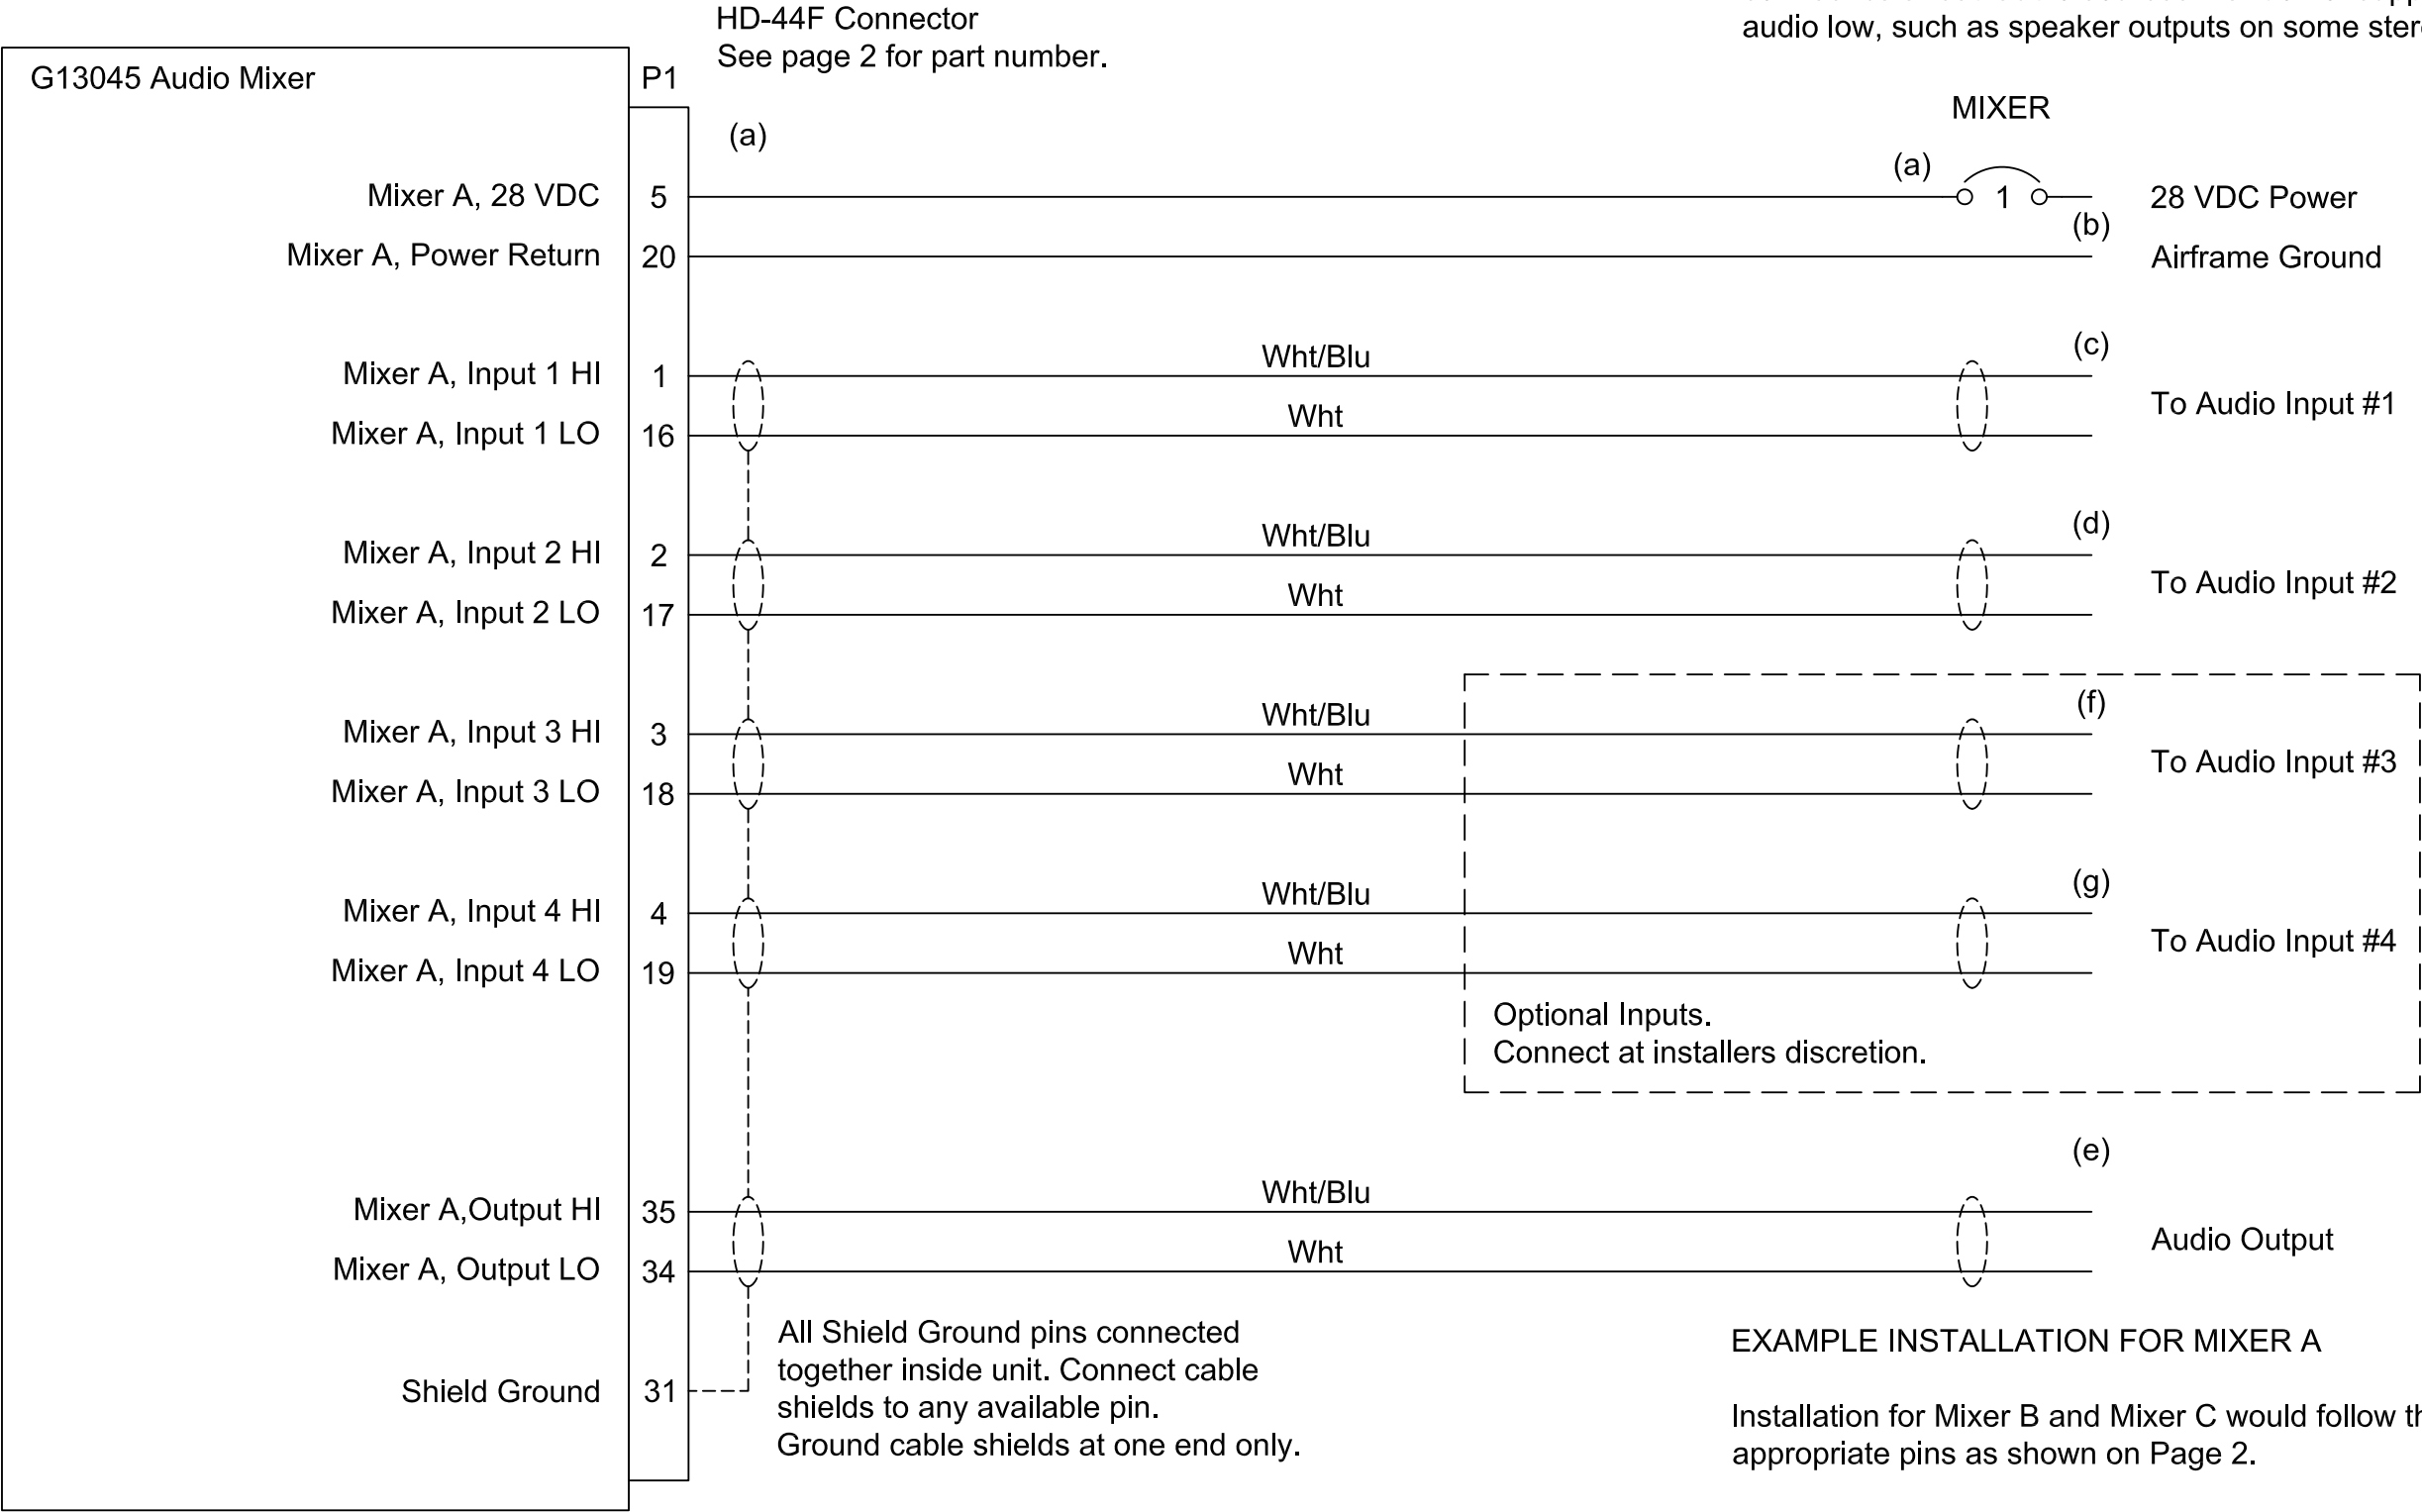 HD-44F Connector
See page 2 for part number.
audio low, such as speaker outputs on some
G13045 Audio Mixer
P1
MIXER
(a)
(a)
Mixer A, 28 VDC 5 1 28 VDC Power
(b)
Mixer A, Power Return 20 Airframe Ground
(c)
Mixer A, Input 1 HI 1 Wht/Blu
To Audio Input #1
Mixer A, Input 1 LO 16 Wht
(d)
Mixer A, Input 2 HI 2 Wht/Blu
To Audio Input #2
Mixer A, Input 2 LO 17 Wht
(f)
Mixer A, Input 3 HI 3 Wht/Blu
To Audio Input #3
Mixer A, Input 3 LO 18 Wht
(g)
Mixer A, Input 4 HI 4 Wht/Blu
To Audio Input #4
Mixer A, Input 4 LO 19 Wht
Optional Inputs.
Connect at installers discretion.
(e)
Mixer A,Output HI 35 Wht/Blu
Audio Output
Mixer A, Output LO 34 Wht
Shield Ground 31
All Shield Ground pins connected
together inside unit. Connect cable
shields to any available pin.
Ground cable shields at one end only.
EXAMPLE INSTALLATION FOR MIXER A
Installation for Mixer B and Mixer C would follow
appropriate pins as shown on Page 2.